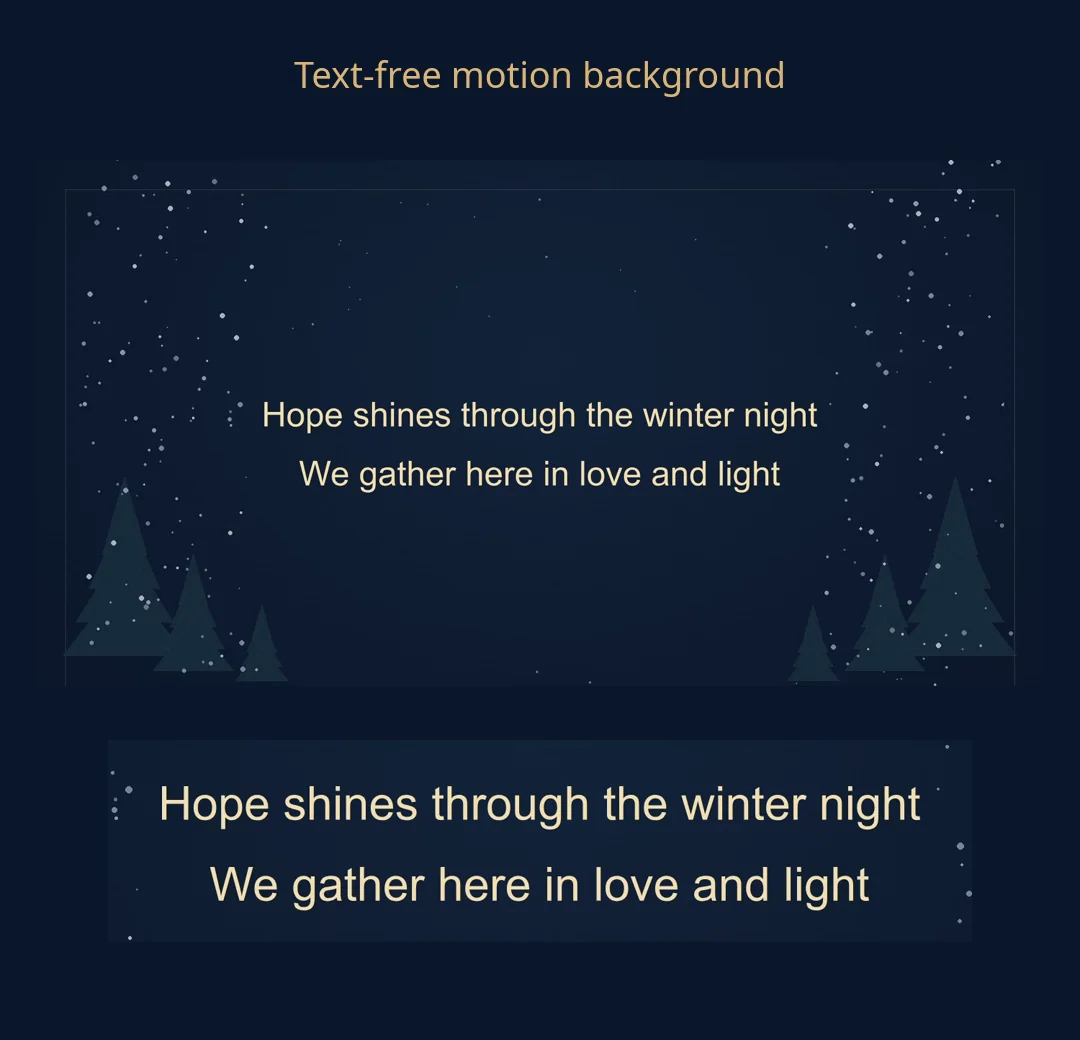 Text-free motion background
Hope shines through the winter night
We gather here in love and light
Hope shines through the winter night
We gather here in love and light